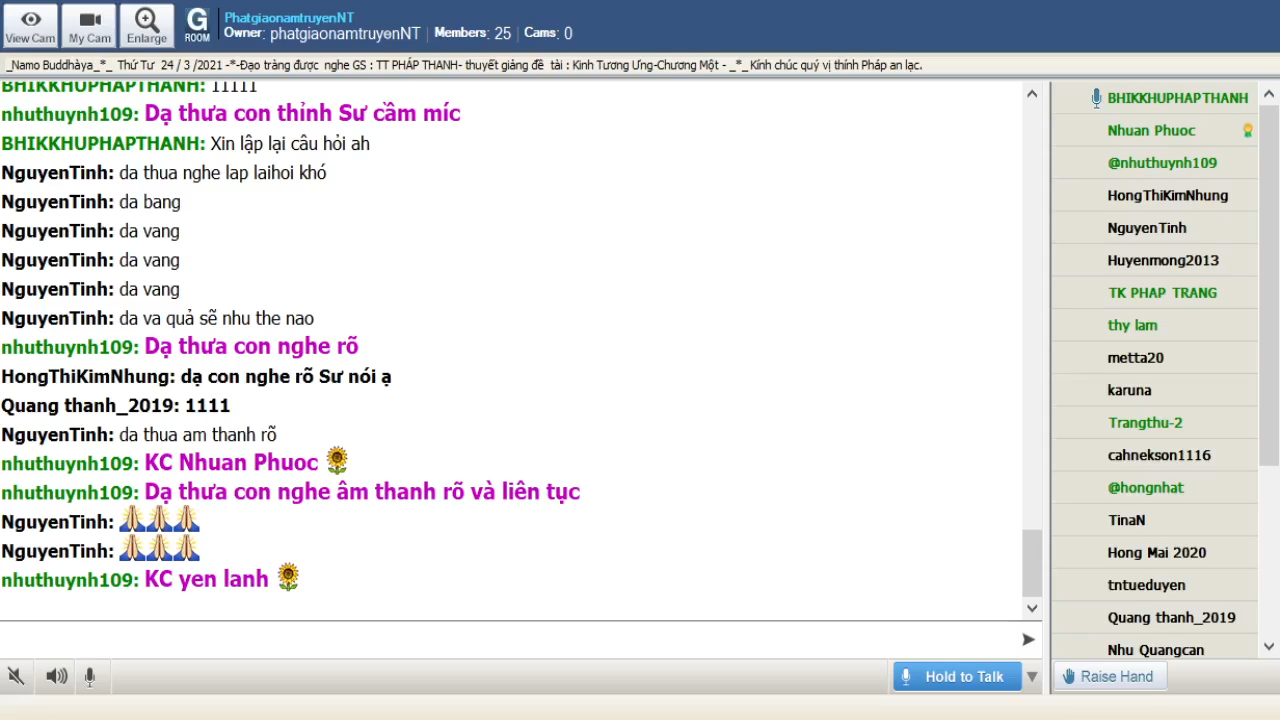 View Cam
My Cam
Enlarge
G
ROOM
PhatgiaonamtruyenNT
Owner: phatgiaonamtruyenNT | Members: 25 | Cams: 0
_Namo Buddhàya_*_ Thứ Tư 24 / 3 /2021 -*-Đạo tràng được nghe GS : TT PHÁP THANH- thuyết giảng đề tài : Kinh Tương Ưng-Chương Một - _*_Kính chúc quý vị thính Pháp an lạc.
BHIKKHUPHAPTHANH: 11111
nhuthuynh109: Dạ thưa con thỉnh Sư cầm míc
BHIKKHUPHAPTHANH: Xin lập lại câu hỏi ah
NguyenTinh: da thua nghe lap laihoi khó
NguyenTinh: da bang
NguyenTinh: da vang
NguyenTinh: da vang
NguyenTinh: da vang
NguyenTinh: da va quả sẽ nhu the nao
nhuthuynh109: Dạ thưa con nghe rõ
HongThiKimNhung: dạ con nghe rõ Sư nói ạ
Quang thanh_2019: 1111
NguyenTinh: da thua am thanh rõ
nhuthuynh109: KC Nhuan Phuoc
nhuthuynh109: Dạ thưa con nghe âm thanh rõ và liên tục
NguyenTinh:
NguyenTinh:
nhuthuynh109: KC yen lanh
Hold to Talk
BHIKKHUPHAPTHANH
Nhuan Phuoc
@nhuthuynh109
HongThiKimNhung
NguyenTinh
Huyenmong2013
TK PHAP TRANG
thy lam
metta20
karuna
Trangthu-2
cahnekson1116
@hongnhat
TinaN
Hong Mai 2020
tntueduyen
Quang thanh_2019
Nhu Quangcan
Raise Hand